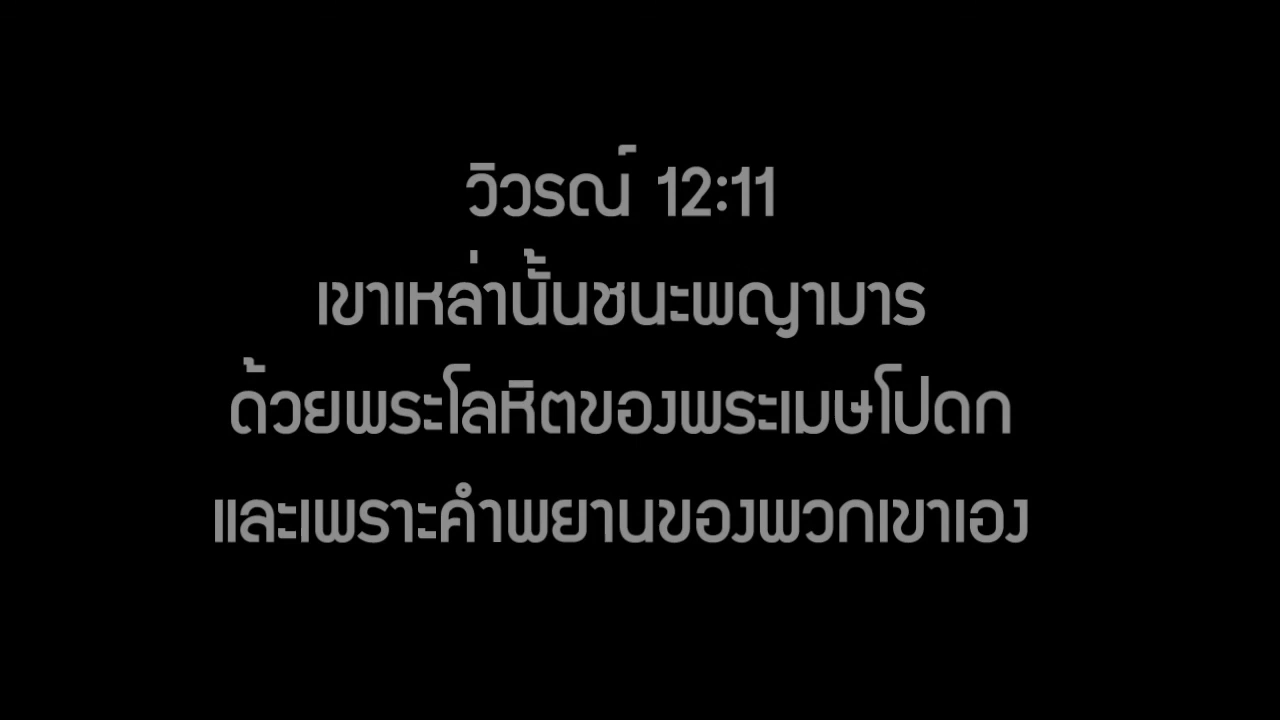 วิวรณ์ 12:11
เขาเหล่านั้นชนะพญามาร
ด้วยพระโลหิตของพระเมษโปดก
และเพราะคำพยานของพวกเขาเอง